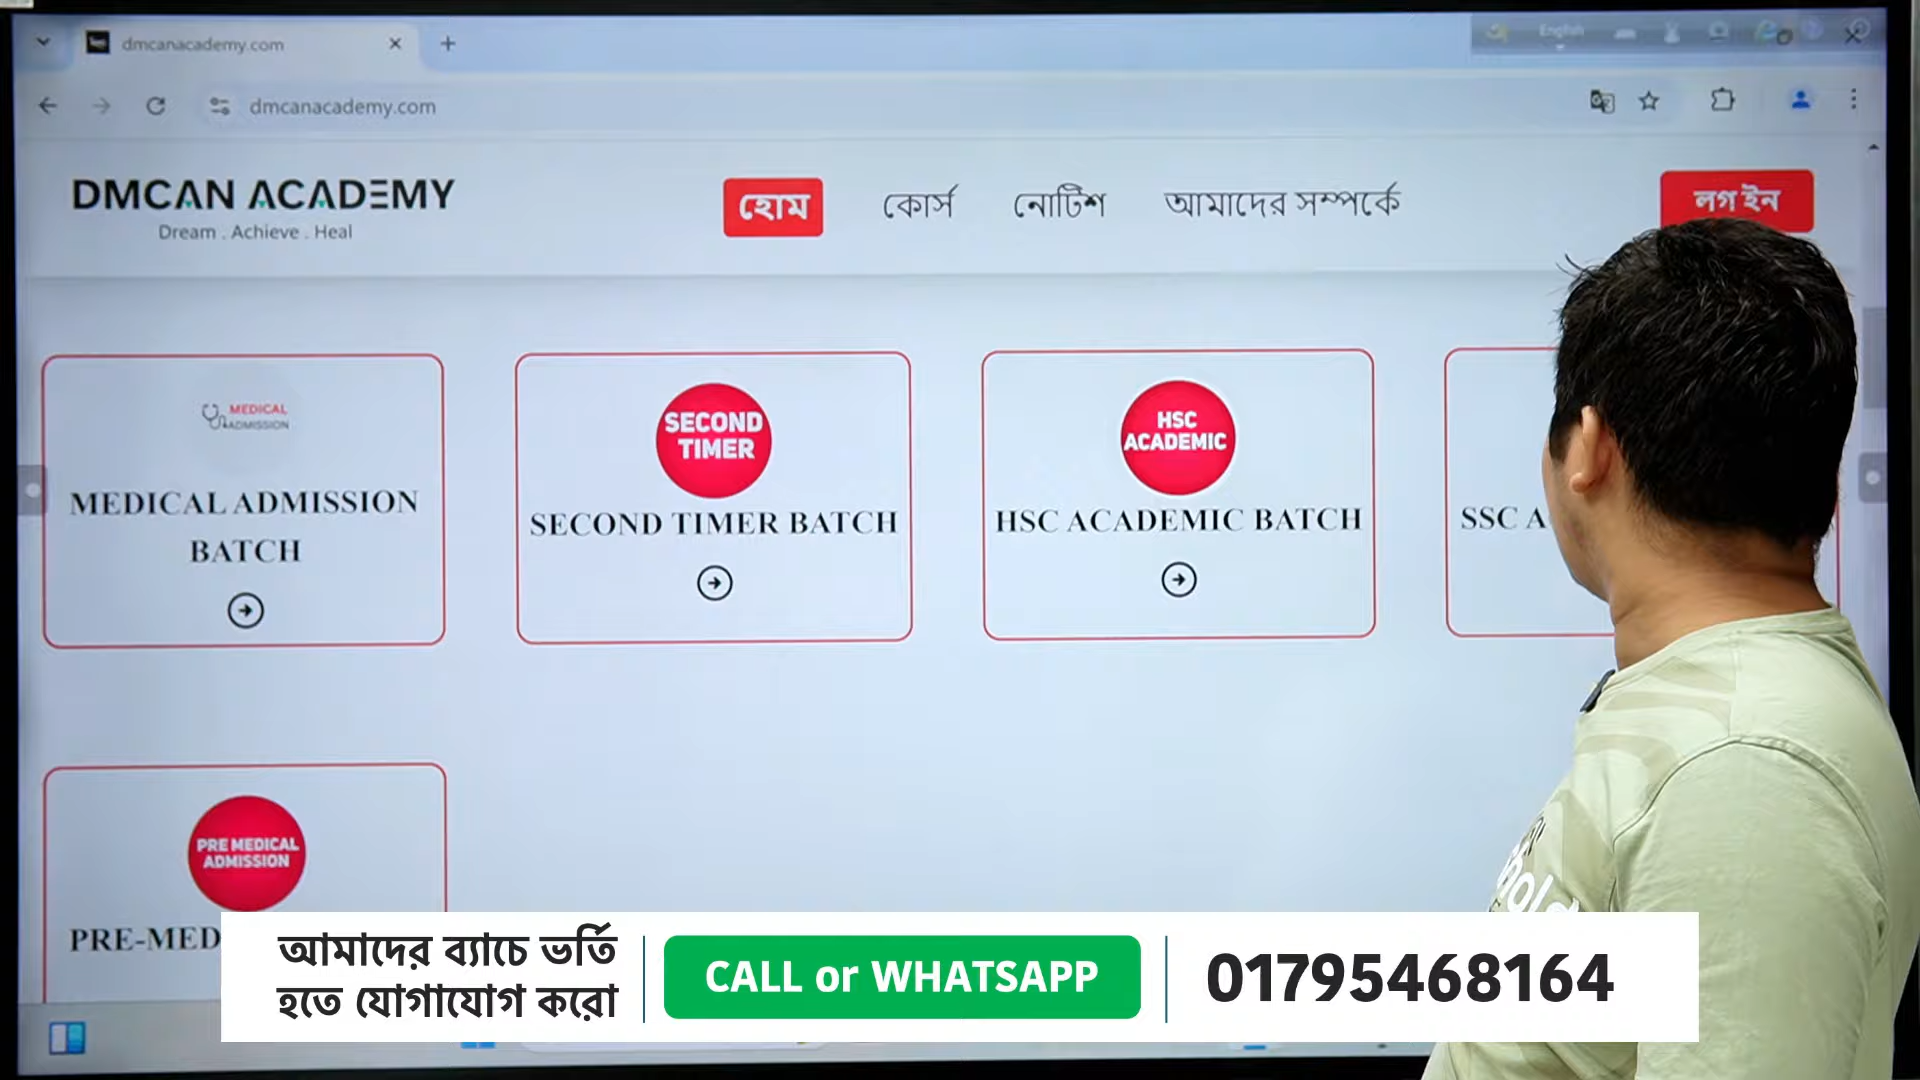 dmcanacademy.com
English
dmcanacademy.com
DMCAN ACADEMY
Dream . Achieve . Heal
হোম
কোর্স
নোটিশ
আমাদের সম্পর্কে
লগ ইন
MEDICAL
ADMISSION
MEDICAL ADMISSION
BATCH
SECOND
TIMER
SECOND TIMER BATCH
HSC
ACADEMIC
HSC ACADEMIC BATCH
SSC A
PRE MEDICAL
ADMISSION
PRE-MED
আমাদের ব্যাচে ভর্তি
হতে যোগাযোগ করো
CALL or WHATSAPP
01795468164